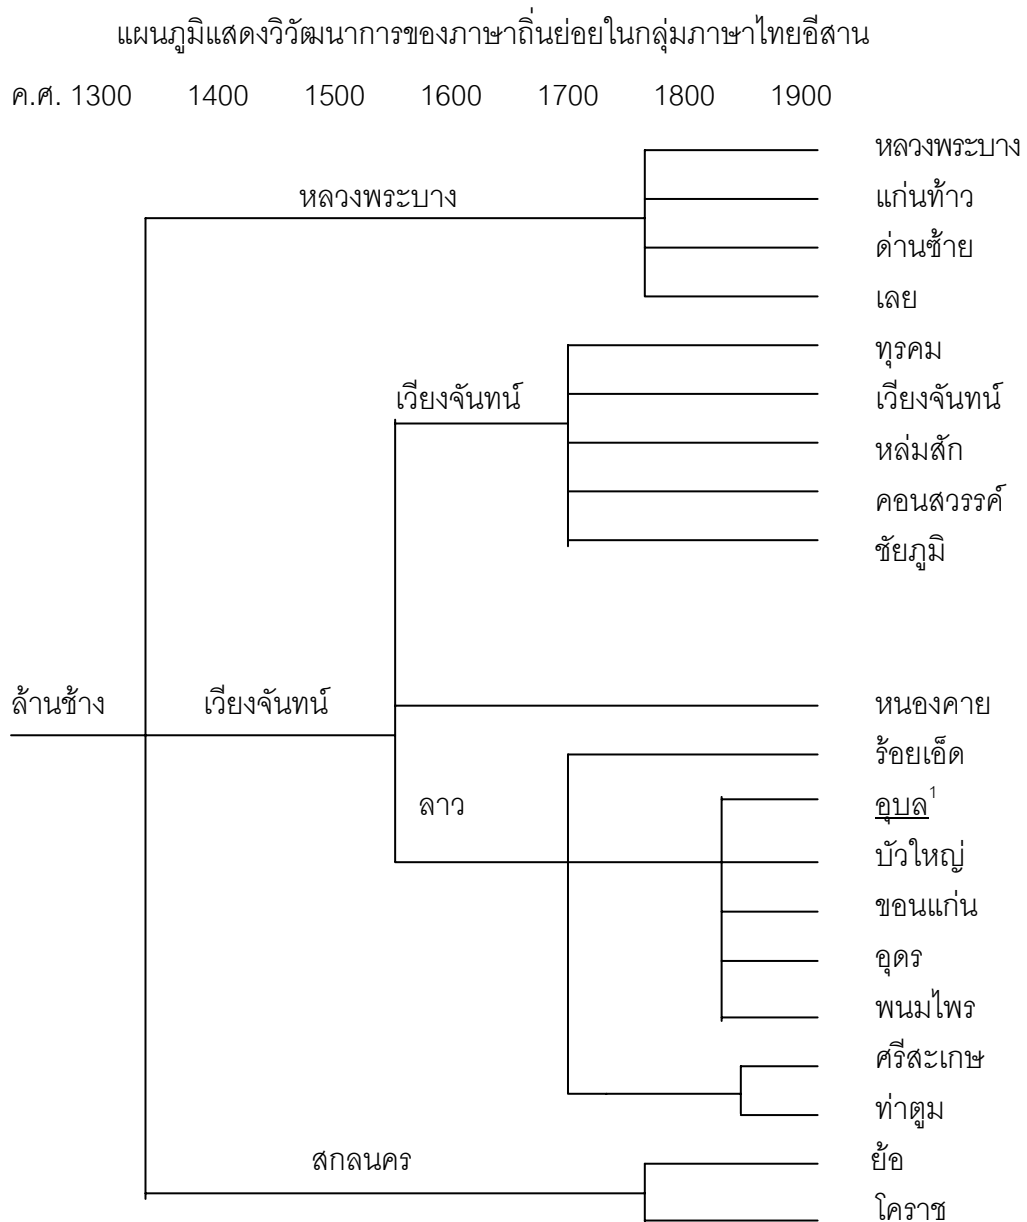 แผนภูมิแสดงวิวัฒนาการของภาษาถิ่นย่อยในกลุ่มภาษาไทยอีสาน
ค.ศ. 1300 1400 1500 1600 1700 1800 1900
หลวงพระบาง
หลวงพระบาง
แก่นท้าว
ด่านซ้าย
เลย
ทุรคม
เวียงจันทน์
เวียงจันทน์
หล่มสัก
คอนสวรรค์
ชัยภูมิ
ล้านช้าง
เวียงจันทน์
หนองคาย
ร้อยเอ็ด
ลาว
อุบล¹
บัวใหญ่
ขอนแก่น
อุดร
พนมไพร
ศรีสะเกษ
ท่าตูม
สกลนคร
ย้อ
โคราช